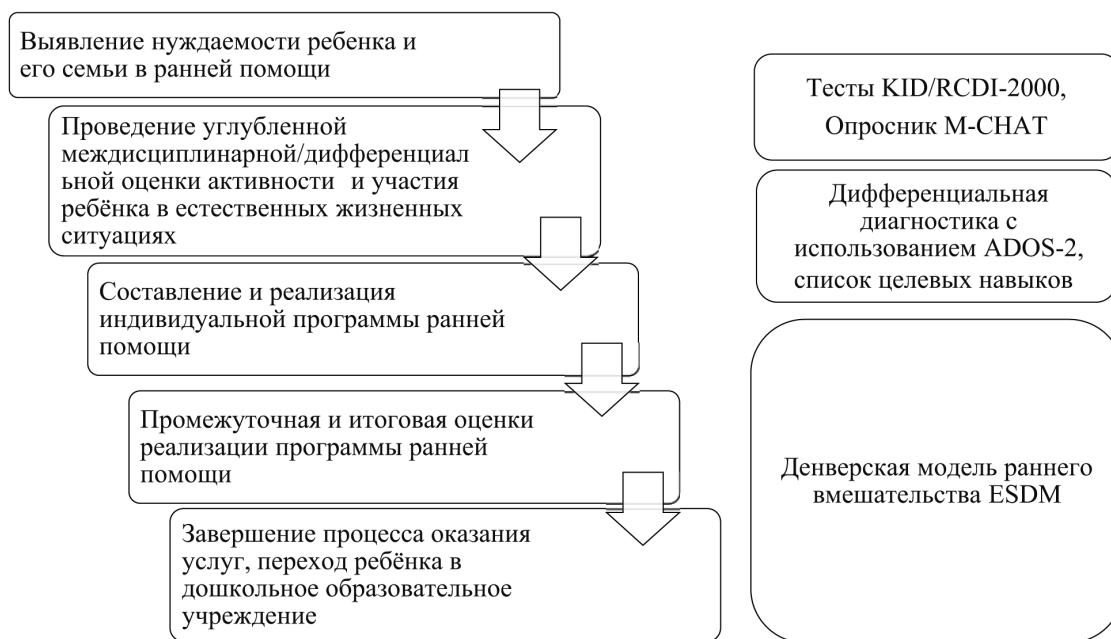 Выявление нуждаемости ребенка и
его семьи в ранней помощи
Проведение углубленной
междисциплинарной/дифференциал
ьной оценки активности и участия
ребёнка в естественных жизненных
ситуациях
Составление и реализация
индивидуальной программы ранней
помощи
Промежуточная и итоговая оценки
реализации программы ранней
помощи
Завершение процесса оказания
услуг, переход ребёнка в
дошкольное образовательное
учреждение
Тесты KID/RCDI-2000,
Опросник M-CHAT
Дифференциальная
диагностика с
использованием ADOS-2,
список целевых навыков
Денверская модель раннего
вмешательства ESDM